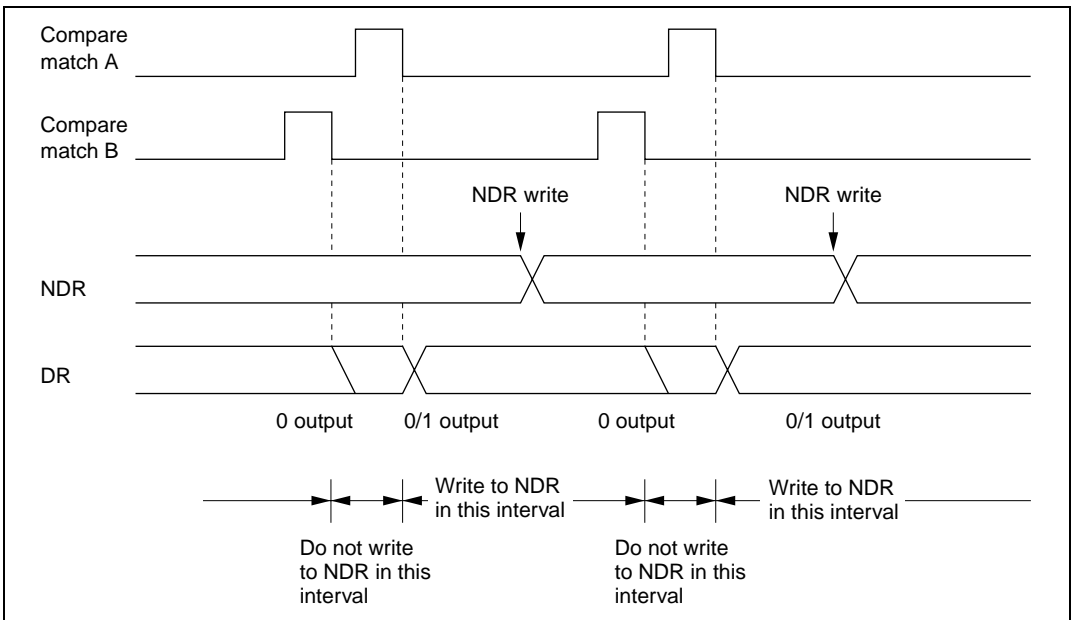 Compare
match A
Compare
match B
NDR write
NDR write
NDR
DR
0 output
0/1 output
0 output
0/1 output
Write to NDR
in this interval
Write to NDR
in this interval
Do not write
to NDR in this
interval
Do not write
to NDR in this
interval